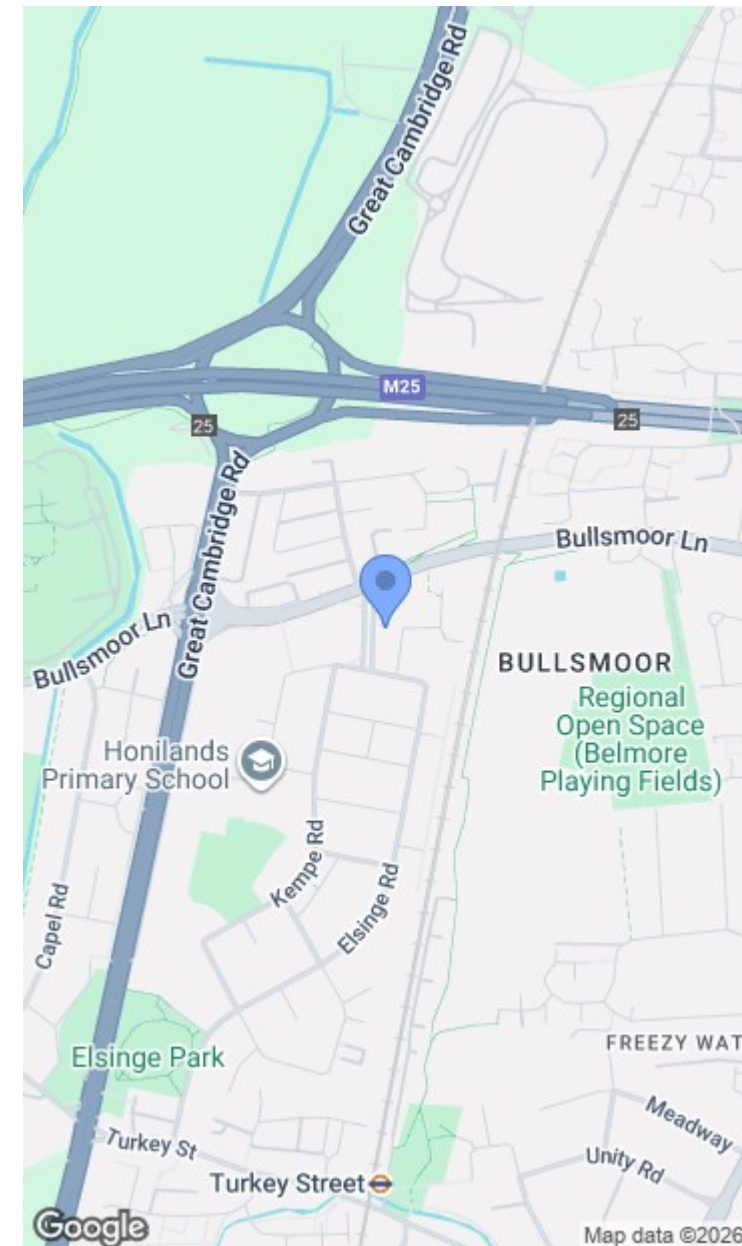 Great Cambridge Rd
M25
25
25
Great Cambridge Rd
Bullsmoor Ln
Bullsmoor Ln
BULLSMOOR
Regional
Open Space
(Belmore
Playing Fields)
Honilands
Primary School
Kempe Rd
Elsinge Rd
Capel Rd
Elsinge Park
FREEZY WAT
Meadway
Turkey St
Unity Rd
Turkey Street
Google
Map data ©2026